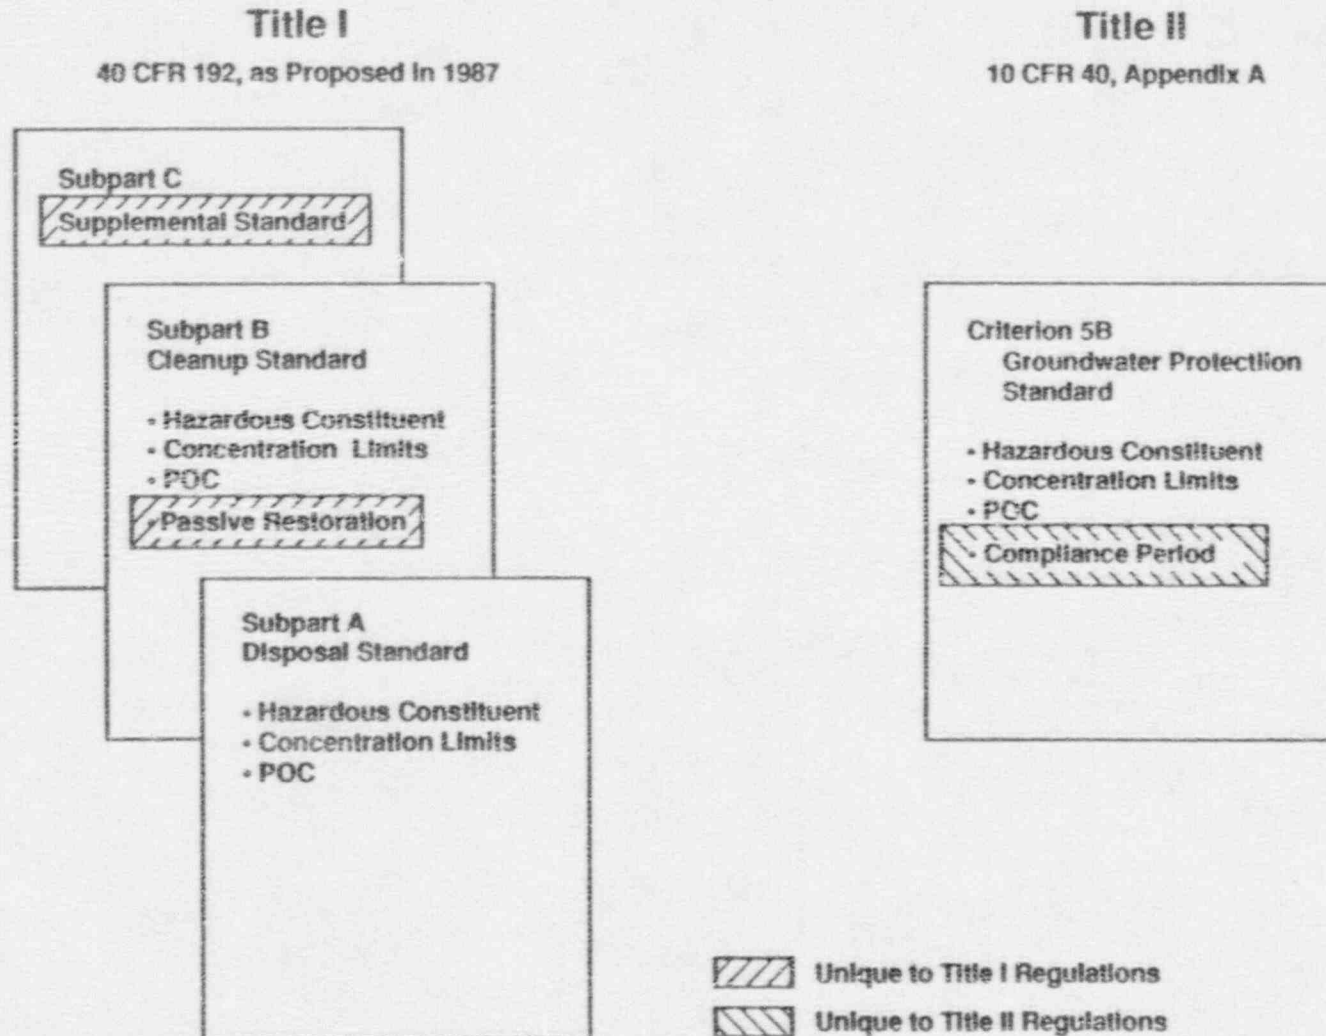 Title I
40 CFR 192, as Proposed in 1987
Subpart C
Supplemental Standard
Subpart B
Cleanup Standard
• Hazardous Constituent
• Concentration Limits
• POC
• Passive Restoration
Subpart A
Disposal Standard
• Hazardous Constituent
• Concentration Limits
• POC
Title II
10 CFR 40, Appendix A
Criterion 5B
Groundwater Protectiion
Standard
• Hazardous Constituent
• Concentration Limits
• POC
• Compliance Period
Unique to Title I Regulations
Unique to Title II Regulations